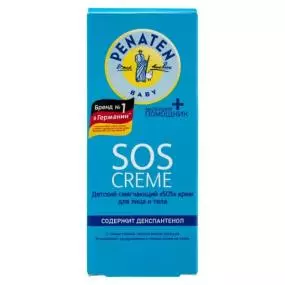 PENATEN
BABY
Бренд № 1
в Германии*
ПОМОЩНИК
SOS
CREME
Детский смягчающий «SOS» крем
для лица и тела
СОДЕРЖИТ ДЕКСПАНТЕНОЛ